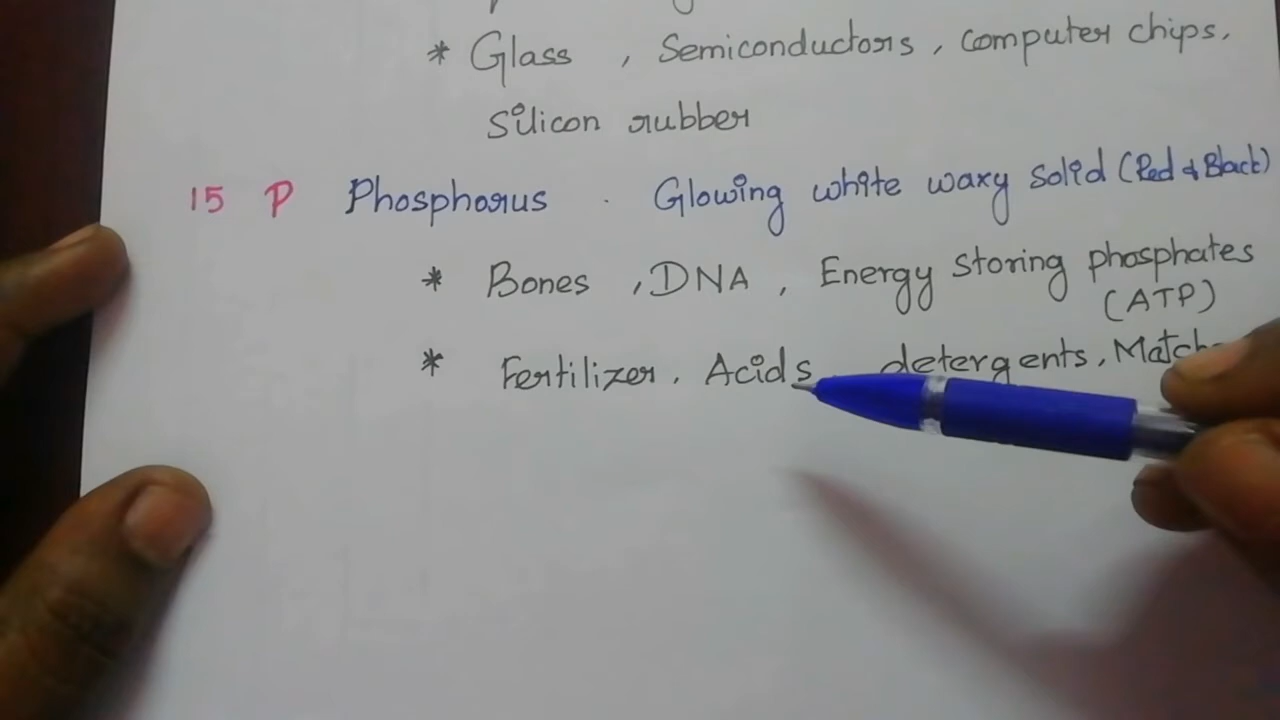 * Glass , Semiconductors , computer chips,
Silicon rubber
15 P Phosphorus . Glowing white waxy solid (Red & Black)
* Bones , DNA , Energy storing phosphates
(ATP)
* Fertilizer, Acids, detergents, Match